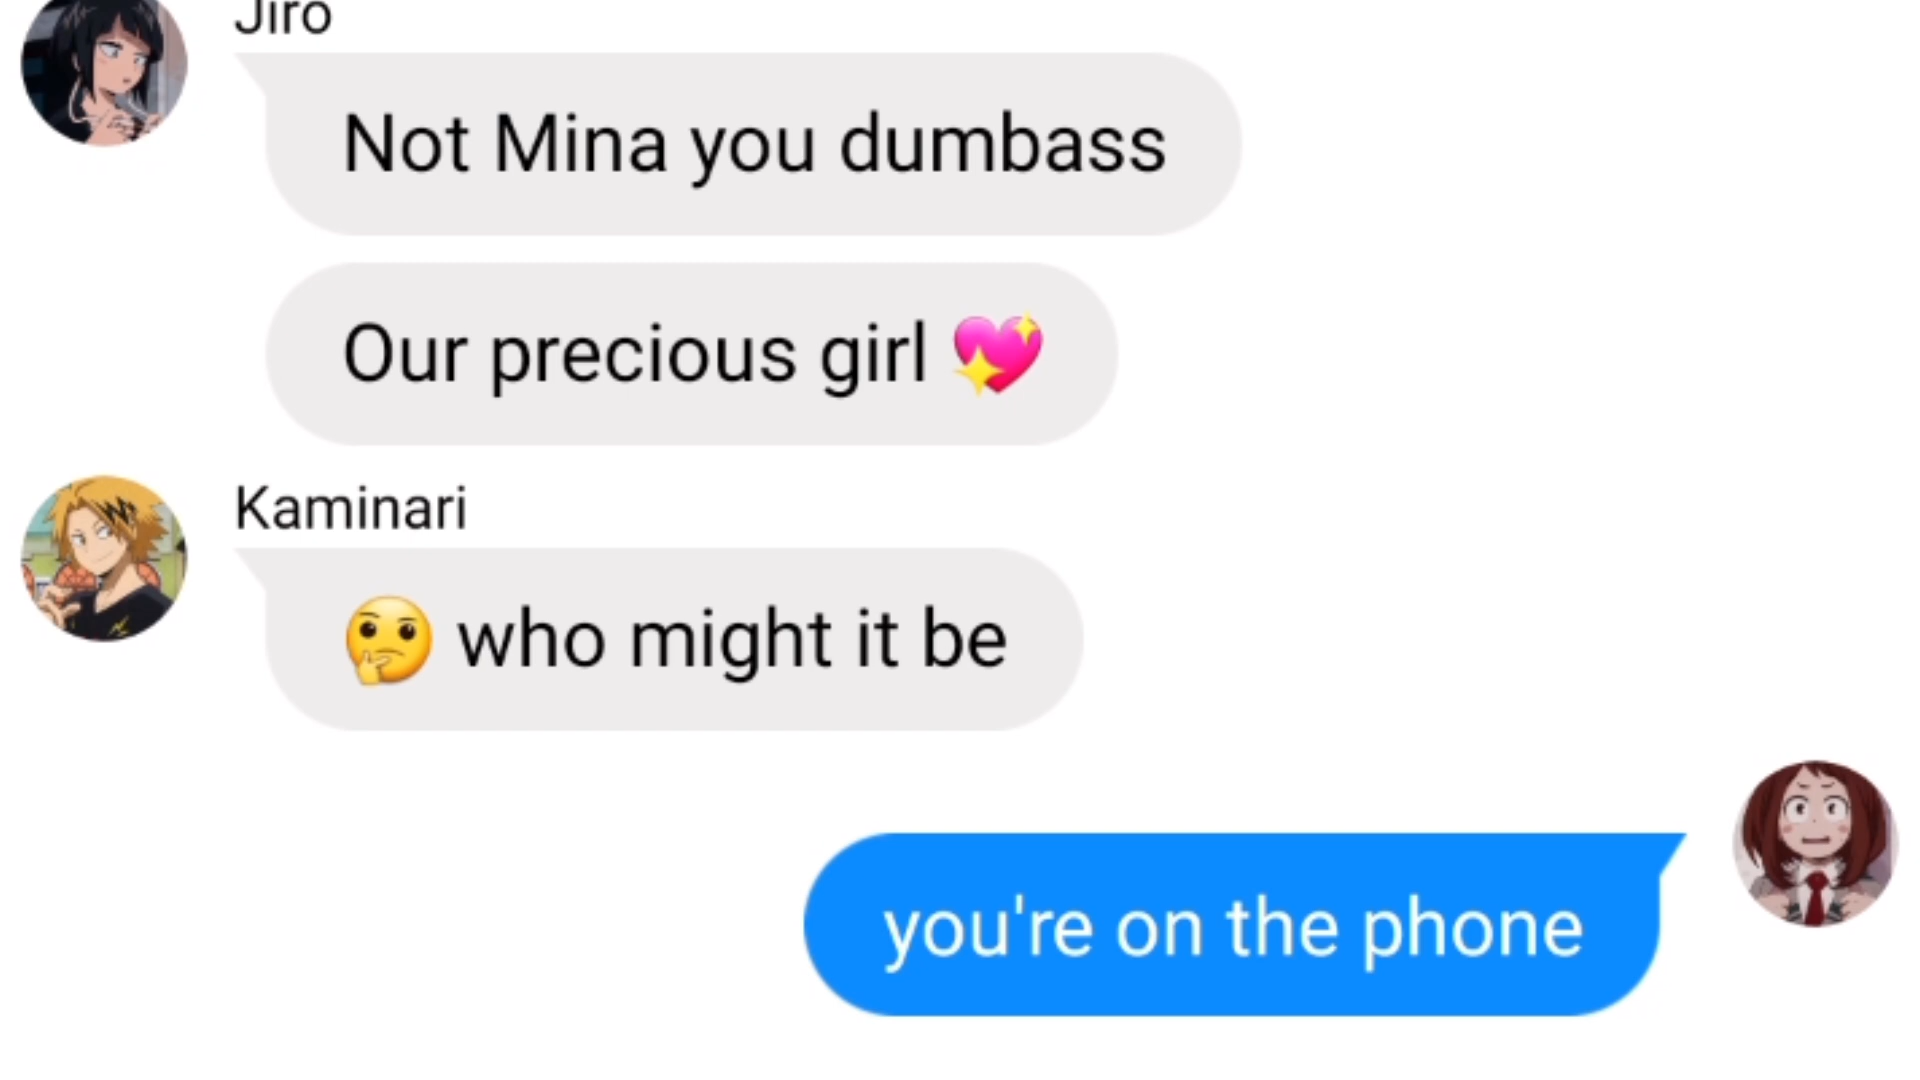 Jiro
Not Mina you dumbass
Our precious girl 💖
Kaminari
🤔 who might it be
you're on the phone